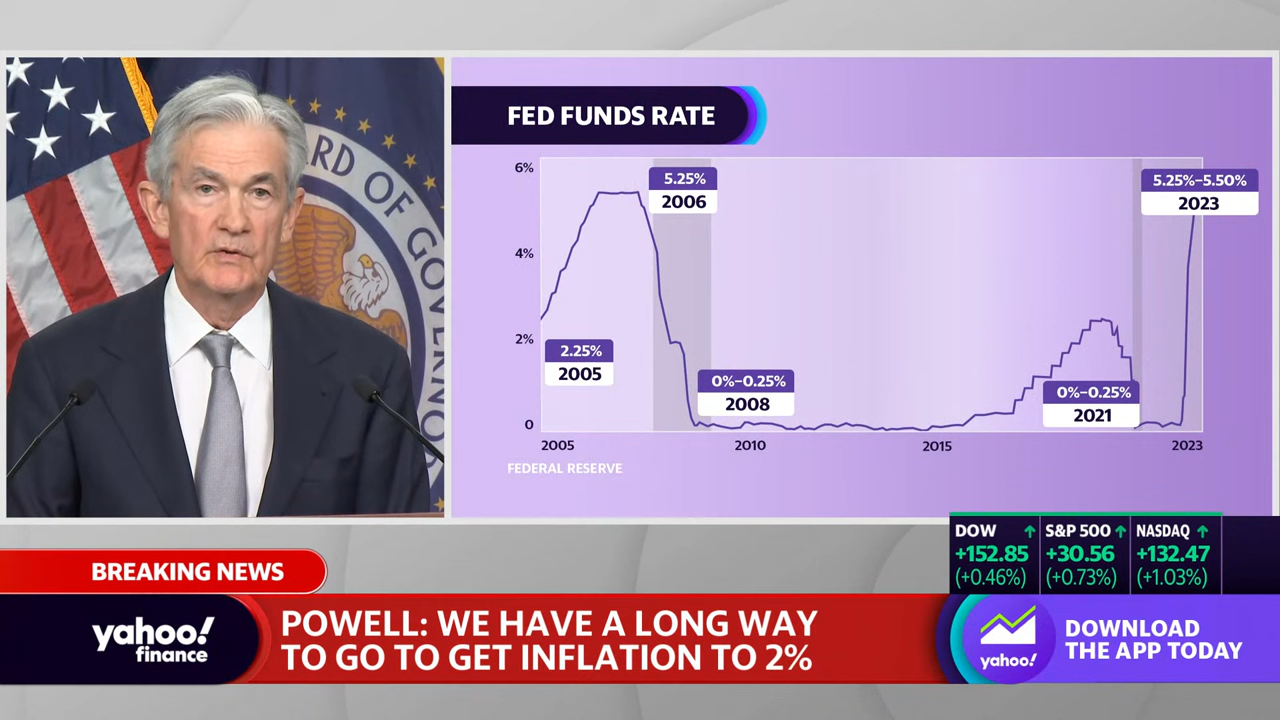 ARD OF GOVERNO
FED FUNDS RATE
6%
4%
2%
0
5.25%
2006
5.25%–5.50%
2023
2.25%
2005
0%–0.25%
2008
0%–0.25%
2021
2005
2010
2015
2023
FEDERAL RESERVE
DOW
+152.85
(+0.46%)
S&P 500
+30.56
(+0.73%)
NASDAQ
+132.47
(+1.03%)
BREAKING NEWS
yahoo!
finance
POWELL: WE HAVE A LONG WAY
TO GO TO GET INFLATION TO 2%
yahoo!
DOWNLOAD
THE APP TODAY